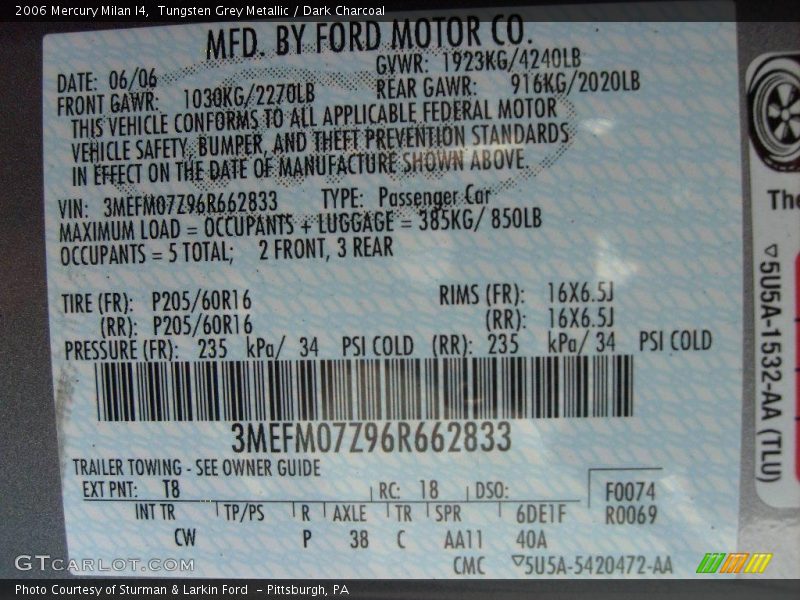 2006 Mercury Milan I4, Tungsten Grey Metallic / Dark Charcoal
MFD. BY FORD MOTOR CO.
DATE: 06/06
GVWR: 1923KG/4240LB
FRONT GAWR: 1030KG/2270LB
REAR GAWR: 916KG/2020LB
THIS VEHICLE CONFORMS TO ALL APPLICABLE FEDERAL MOTOR
VEHICLE SAFETY, BUMPER, AND THEFT PREVENTION STANDARDS
IN EFFECT ON THE DATE OF MANUFACTURE SHOWN ABOVE.
VIN: 3MEFM07Z96R662833 TYPE: Passenger Car
MAXIMUM LOAD = OCCUPANTS + LUGGAGE = 385KG/ 850LB
OCCUPANTS = 5 TOTAL; 2 FRONT, 3 REAR
TIRE (FR): P205/60R16 RIMS (FR): 16X6.5J
(RR): P205/60R16 (RR): 16X6.5J
PRESSURE (FR): 235 kPa/ 34 PSI COLD (RR): 235 kPa/ 34 PSI COLD
3MEFM07Z96R662833
TRAILER TOWING - SEE OWNER GUIDE
EXT PNT: T8 RC: 18 DSO: F0074
INT TR TP/PS R AXLE TR SPR 6DE1F R0069
CW P 38 C AA11 40A
CMC ▽5U5A-5420472-AA
The
▽5U5A-1532-AA (TLU)
GTCARLOT.COM
Photo Courtesy of Sturman & Larkin Ford - Pittsburgh, PA